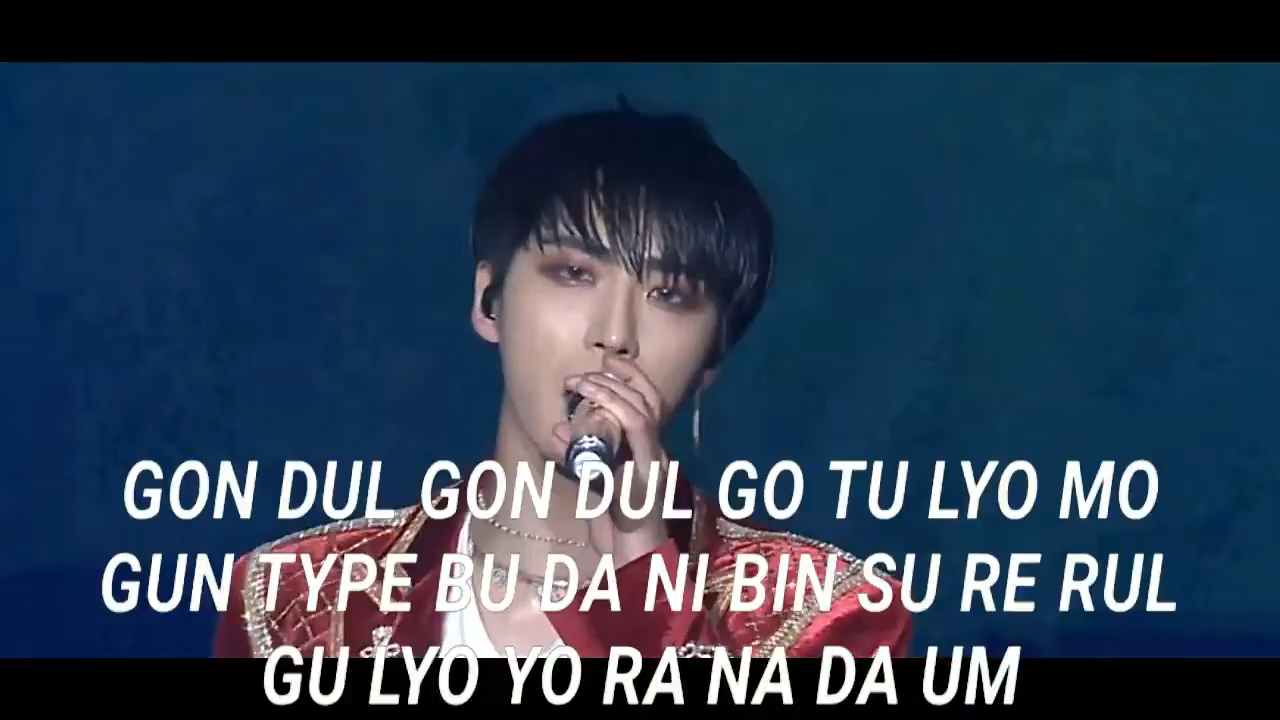 GON DUL GON DUL GO TU LYO MO
GUN TYPE BU DA NI BIN SU RE RUL
GU LYO YO RA NA DA UM